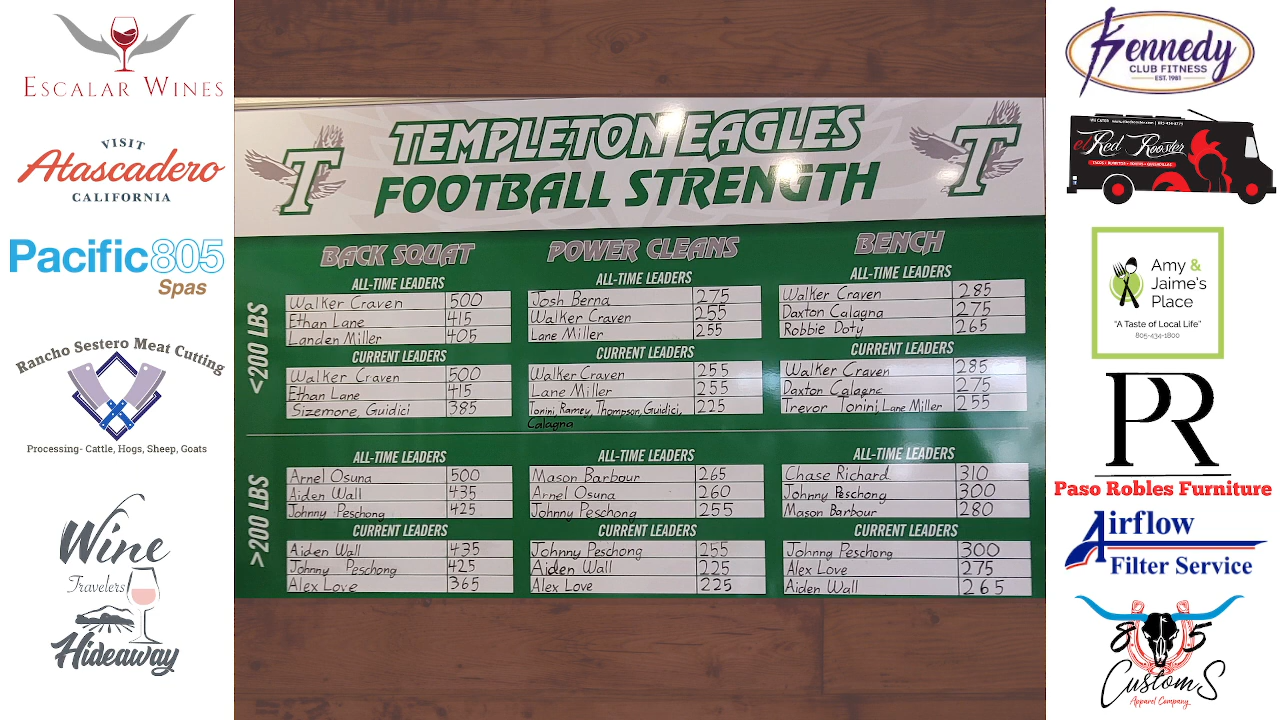 ESCALAR WINES
VISIT
Atascadero
CALIFORNIA
Pacific805
Spas
Rancho Sestero Meat Cutting
Processing- Cattle, Hogs, Sheep, Goats
Wine
Travelers
Hideaway
TEMPLETON EAGLES
FOOTBALL STRENGTH
T
T
BACK SQUAT
POWER CLEANS
BENCH
<200 LBS
ALL-TIME LEADERS
Walker Craven 500
Ethan Lane 415
Landen Miller 405
CURRENT LEADERS
Walker Craven 500
Ethan Lane 415
Sizemore, Guidici 385
ALL-TIME LEADERS
Josh Berna 275
Walker Craven 255
Lane Miller 255
CURRENT LEADERS
Walker Craven 255
Lane Miller 255
Tonini, Ramey, Thompson, Guidici, 225
Calagna
ALL-TIME LEADERS
Walker Craven 285
Daxton Calagna 275
Robbie Doty 265
CURRENT LEADERS
Walker Craven 285
Daxton Calagna 275
Trevor Tonini, Lane Miller 255
>200 LBS
ALL-TIME LEADERS
Arnel Osuna 500
Aiden Wall 435
Johnny Peschong 425
CURRENT LEADERS
Aiden Wall 435
Johnny Peschong 425
Alex Love 365
ALL-TIME LEADERS
Mason Barbour 265
Arnel Osuna 260
Johnny Peschong 255
CURRENT LEADERS
Johnny Peschong 255
Aiden Wall 225
Alex Love 225
ALL-TIME LEADERS
Chase Richard 310
Johnny Peschong 300
Mason Barbour 280
CURRENT LEADERS
Johnny Peschong 300
Alex Love 275
Aiden Wall 265
Kennedy
CLUB FITNESS
EST. 1981
el Red Rooster
Amy &
Jaime's
Place
"A Taste of Local Life"
805-434-1800
PR
Paso Robles Furniture
Airflow
Filter Service
8 5
Customs
Apparel Company